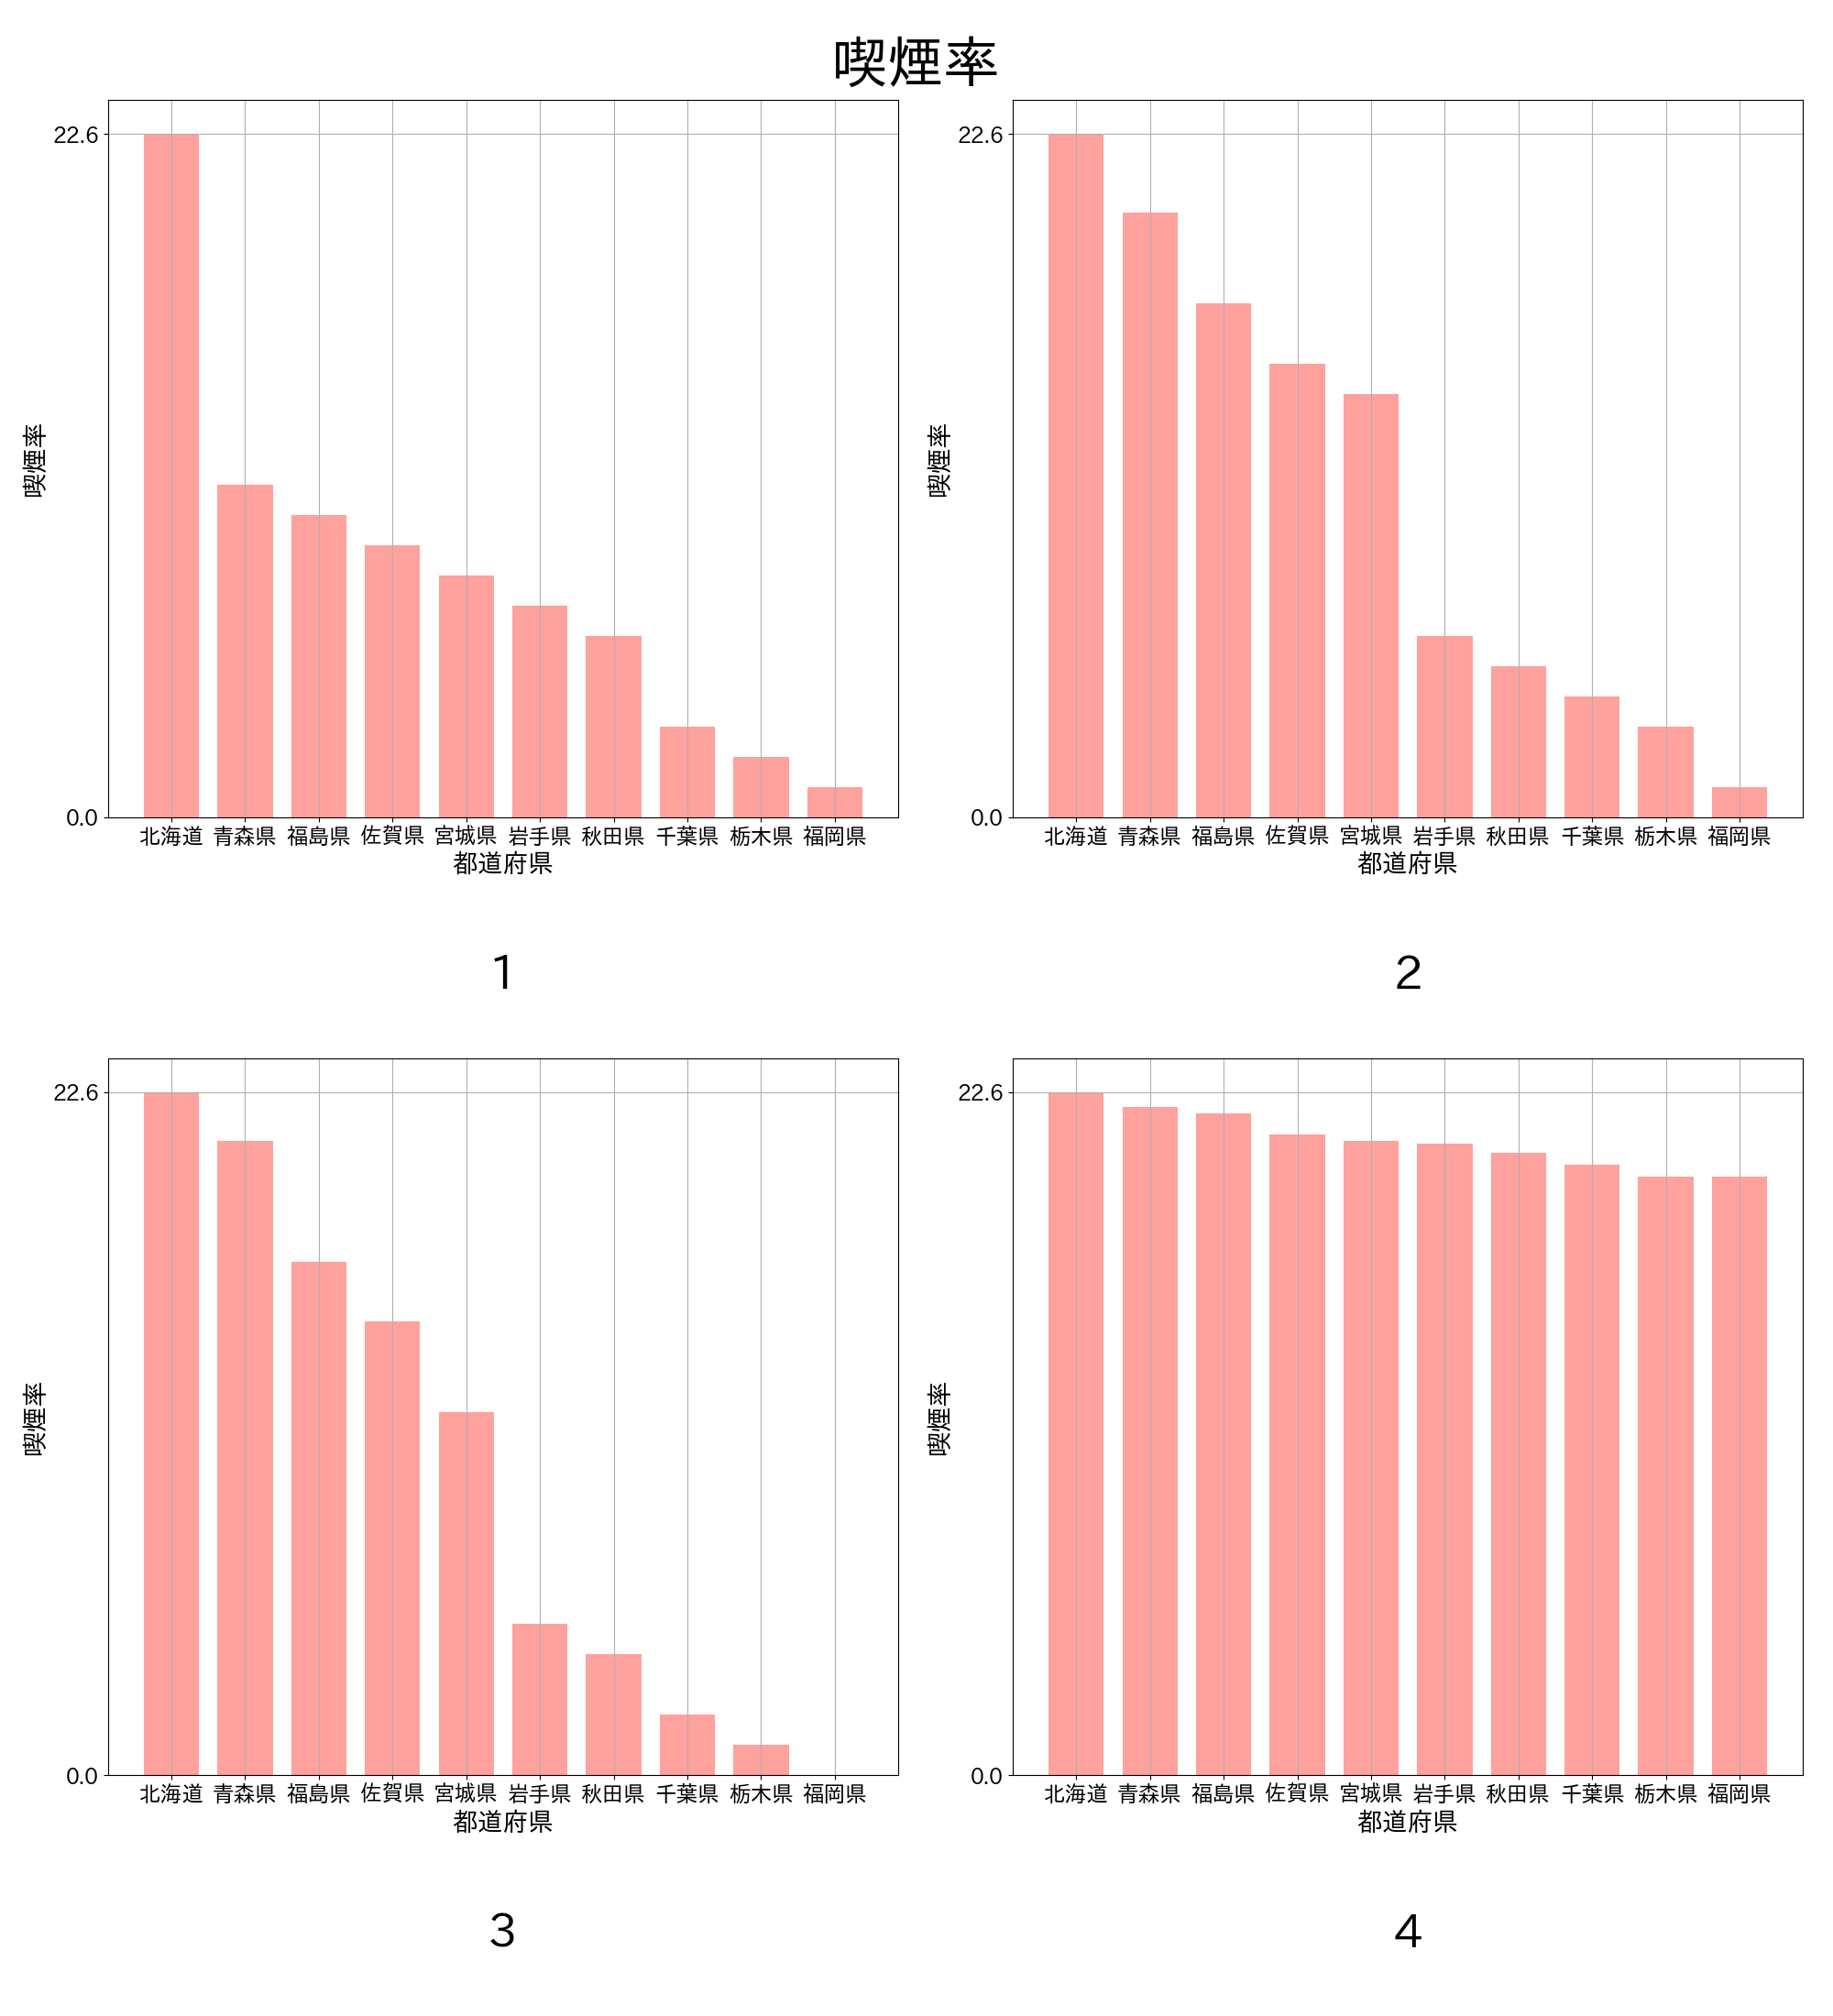 喫煙率
22.6
喫煙率
0.0
北海道 青森県 福島県 佐賀県 宮城県 岩手県 秋田県 千葉県 栃木県 福岡県
都道府県
1
22.6
喫煙率
0.0
北海道 青森県 福島県 佐賀県 宮城県 岩手県 秋田県 千葉県 栃木県 福岡県
都道府県
2
22.6
喫煙率
0.0
北海道 青森県 福島県 佐賀県 宮城県 岩手県 秋田県 千葉県 栃木県 福岡県
都道府県
3
22.6
喫煙率
0.0
北海道 青森県 福島県 佐賀県 宮城県 岩手県 秋田県 千葉県 栃木県 福岡県
都道府県
4